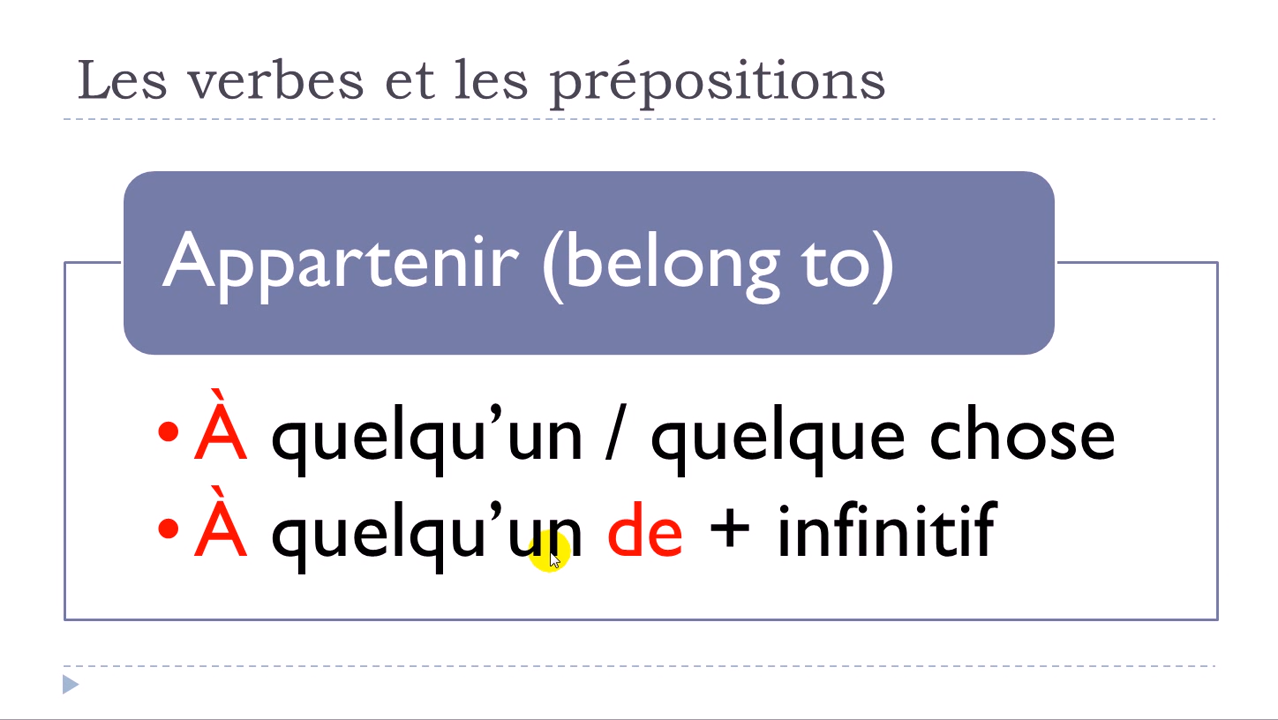 Les verbes et les prépositions
Appartenir (belong to)
• À quelqu’un / quelque chose
• À quelqu’un de + infinitif